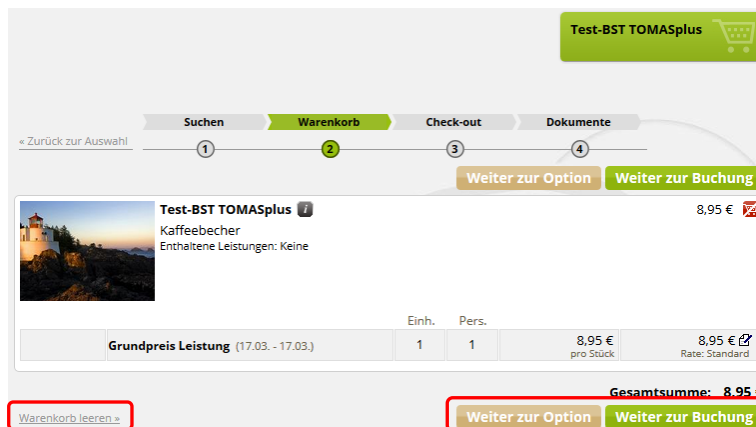 Test-BST TOMASplus
Suchen Warenkorb Check-out Dokumente
« Zurück zur Auswahl
1 2 3 4
Weiter zur Option Weiter zur Buchung
Test-BST TOMASplus i 8,95 €
Kaffeebecher
Enthaltene Leistungen: Keine
Einh. Pers.
Grundpreis Leistung (17.03. - 17.03.) 1 1 8,95 € 8,95 €
pro Stück Rate: Standard
Gesamtsumme: 8,95
Warenkorb leeren » Weiter zur Option Weiter zur Buchung